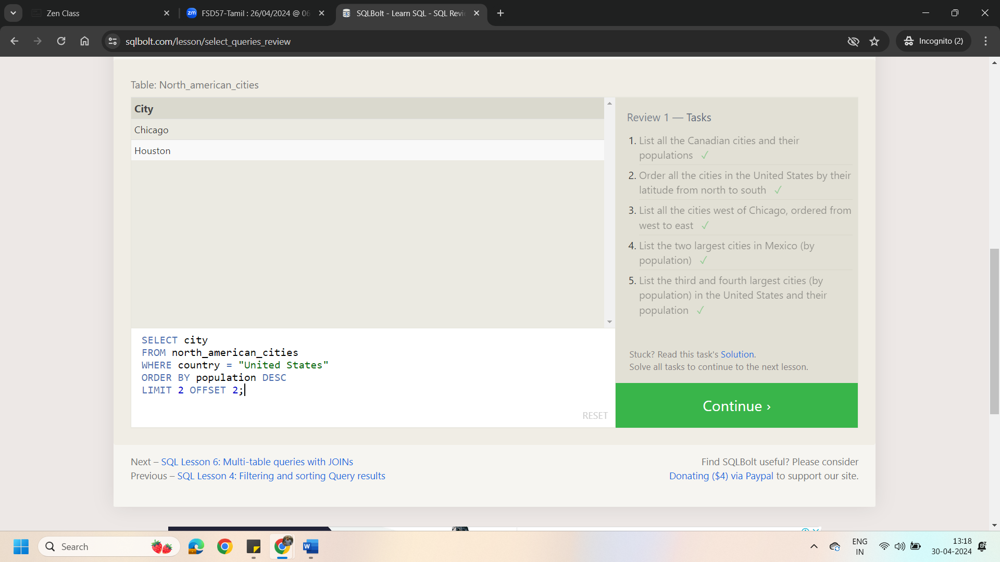 Zen Class
zm FSD57-Tamil : 26/04/2024 @ 06
SQLBolt - Learn SQL - SQL Revi
sqlbolt.com/lesson/select_queries_review
Incognito (2)
Table: North_american_cities
City
Chicago
Houston
SELECT city
FROM north_american_cities
WHERE country = "United States"
ORDER BY population DESC
LIMIT 2 OFFSET 2;
RESET
Review 1 — Tasks
1. List all the Canadian cities and their
populations ✓
2. Order all the cities in the United States by their
latitude from north to south ✓
3. List all the cities west of Chicago, ordered from
west to east ✓
4. List the two largest cities in Mexico (by
population) ✓
5. List the third and fourth largest cities (by
population) in the United States and their
population ✓
Stuck? Read this task's Solution.
Solve all tasks to continue to the next lesson.
Continue ›
Next – SQL Lesson 6: Multi-table queries with JOINs
Previous – SQL Lesson 4: Filtering and sorting Query results
Find SQLBolt useful? Please consider
Donating ($4) via Paypal to support our site.
Search
W
ENG
IN
13:18
30-04-2024